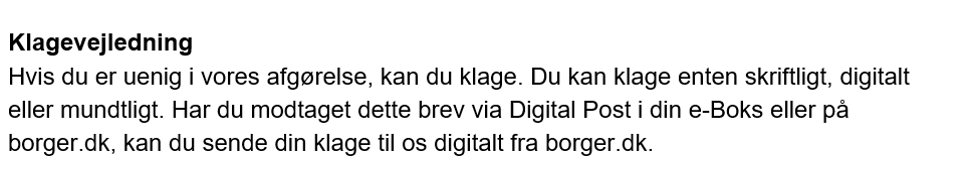 Klagevejledning
Hvis du er uenig i vores afgørelse, kan du klage. Du kan klage enten skriftligt, digitalt
eller mundtligt. Har du modtaget dette brev via Digital Post i din e-Boks eller på
borger.dk, kan du sende din klage til os digitalt fra borger.dk.